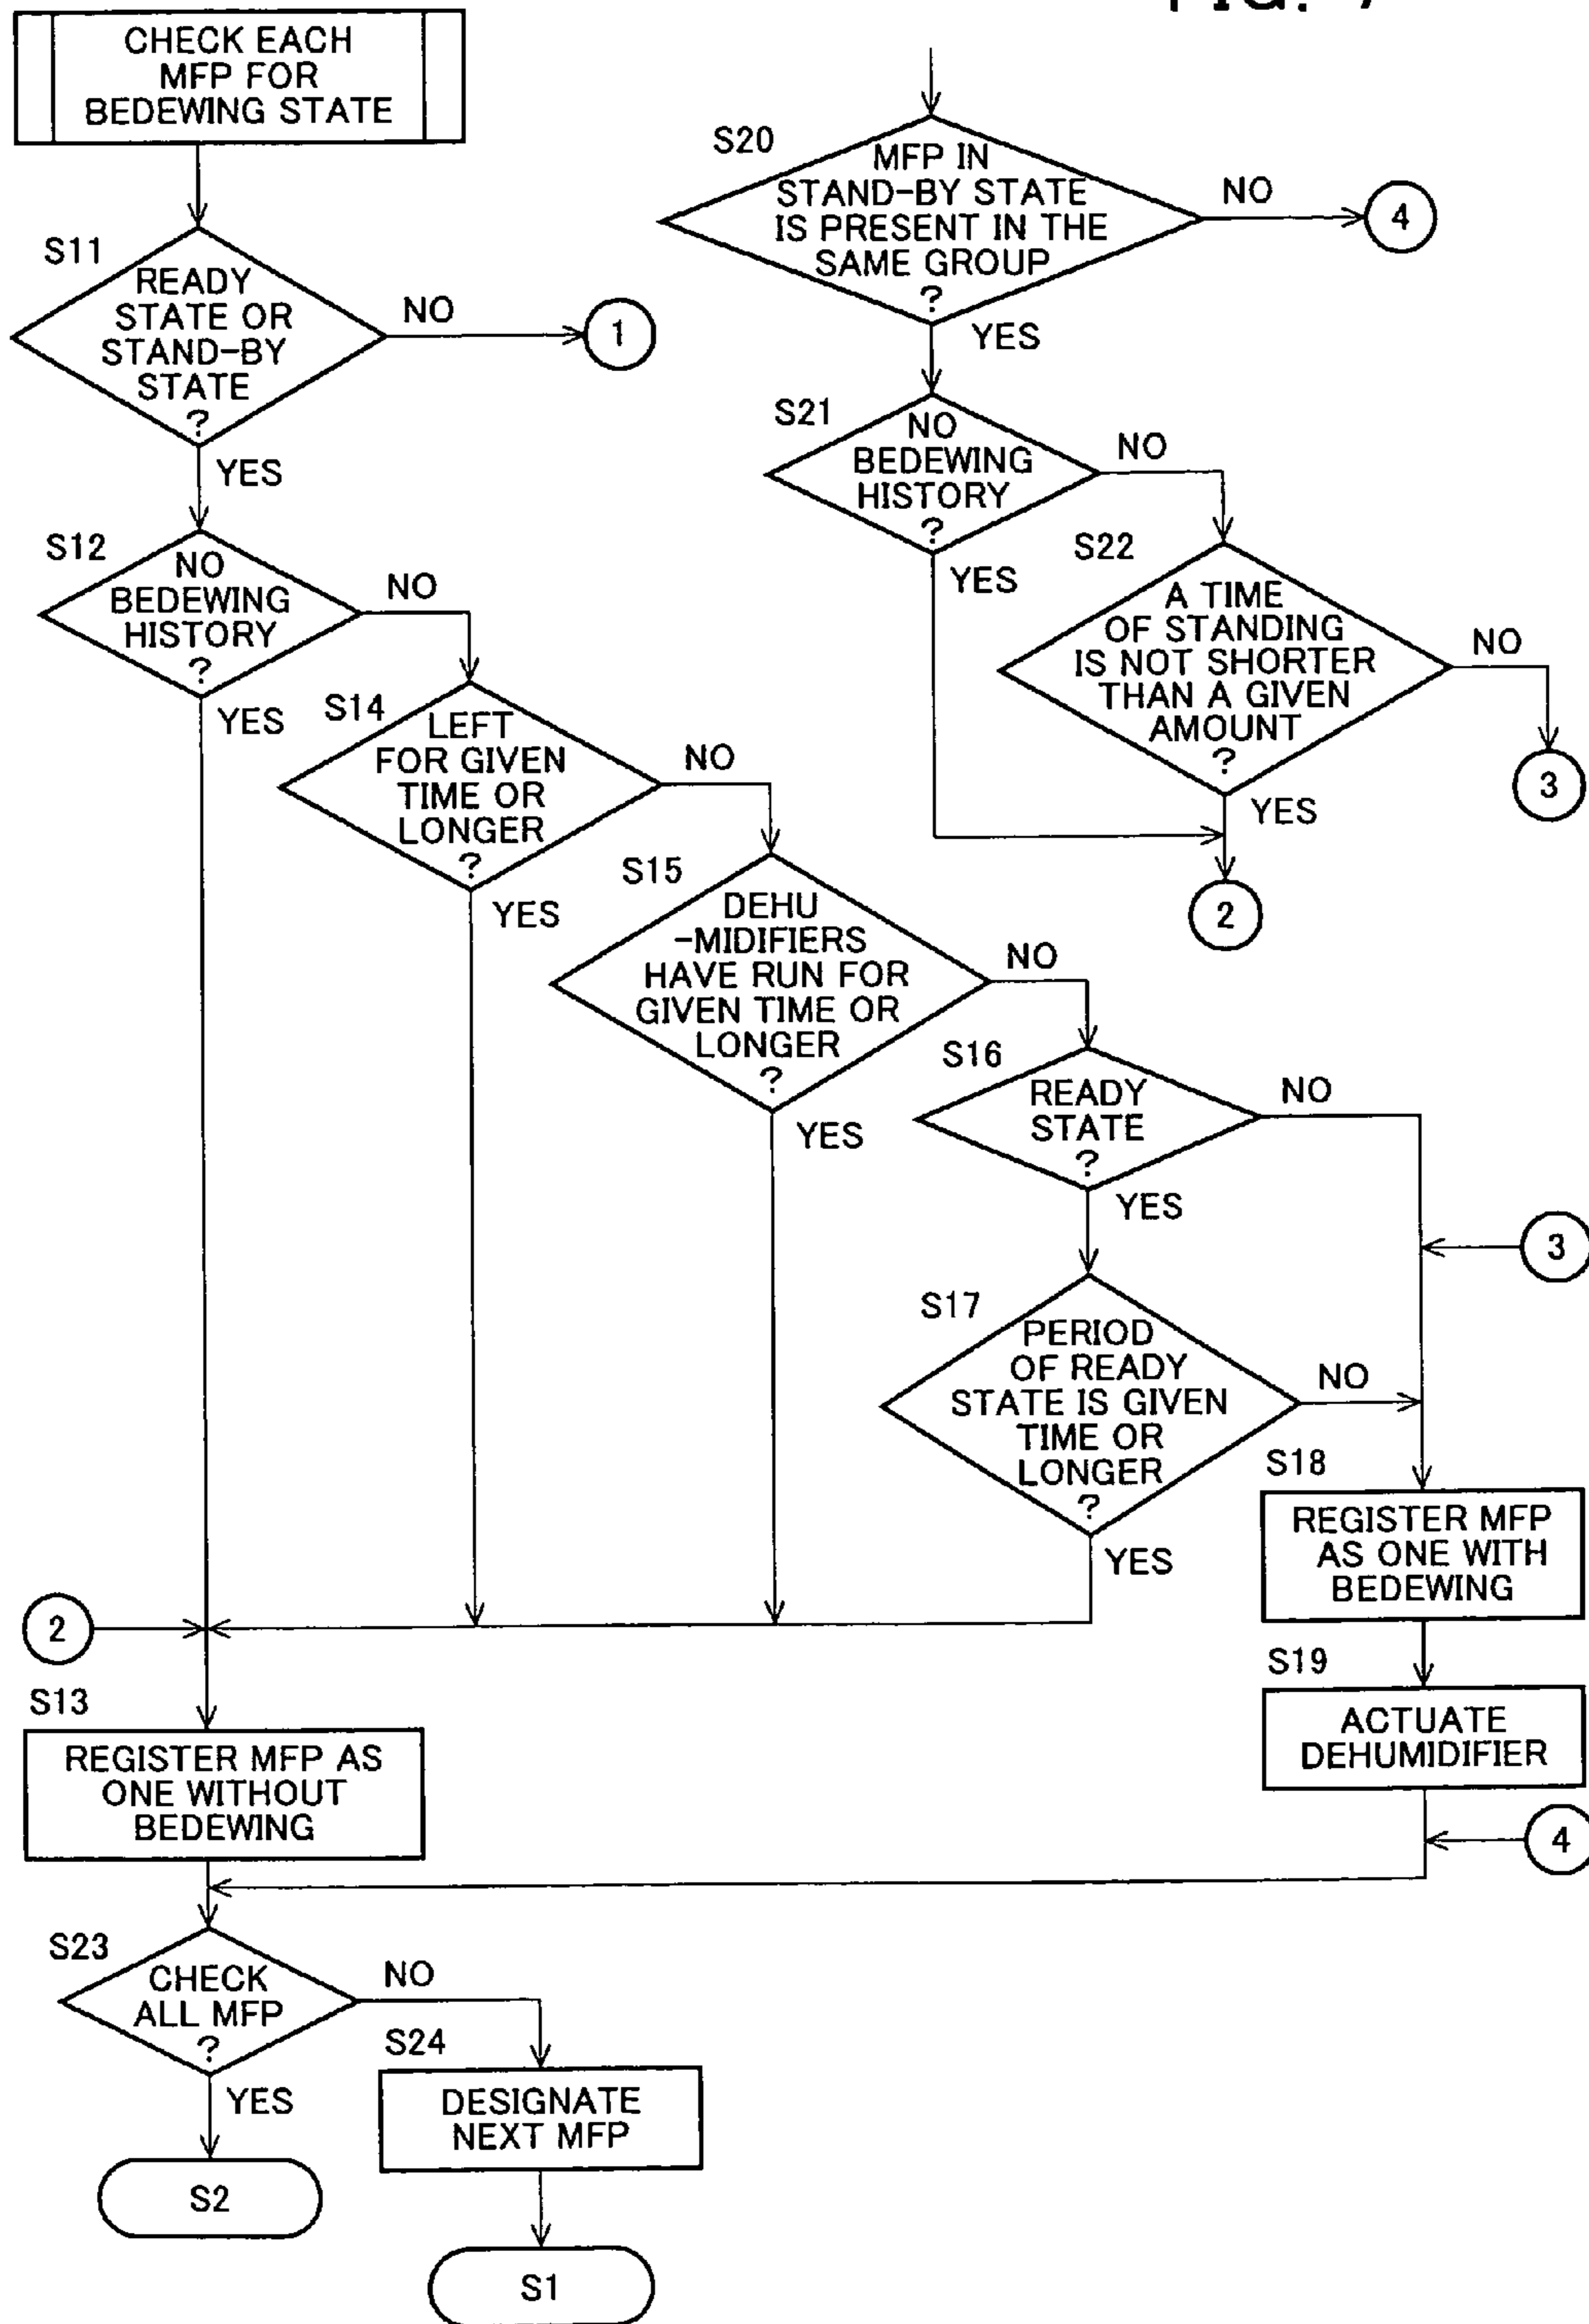 FIG. 7
CHECK EACH
MFP FOR
BEDEWING STATE
S11
READY
STATE OR
STAND-BY
STATE
?
NO
1
YES
S12
NO
BEDEWING
HISTORY
?
NO
YES
S14
LEFT
FOR GIVEN
TIME OR
LONGER
?
NO
YES
S15
DEHU
-MIDIFIERS
HAVE RUN FOR
GIVEN TIME OR
LONGER
?
NO
YES
S16
READY
STATE
?
NO
YES
3
S17
PERIOD
OF READY
STATE IS GIVEN
TIME OR
LONGER
?
NO
YES
S18
REGISTER MFP
AS ONE WITH
BEDEWING
S19
ACTUATE
DEHUMIDIFIER
4
2
S13
REGISTER MFP AS
ONE WITHOUT
BEDEWING
S23
CHECK
ALL MFP
?
NO
YES
S2
S24
DESIGNATE
NEXT MFP
S1
S20
MFP IN
STAND-BY STATE
IS PRESENT IN THE
SAME GROUP
?
NO
4
YES
S21
NO
BEDEWING
HISTORY
?
NO
YES
S22
A TIME
OF STANDING
IS NOT SHORTER
THAN A GIVEN
AMOUNT
?
NO
3
YES
2